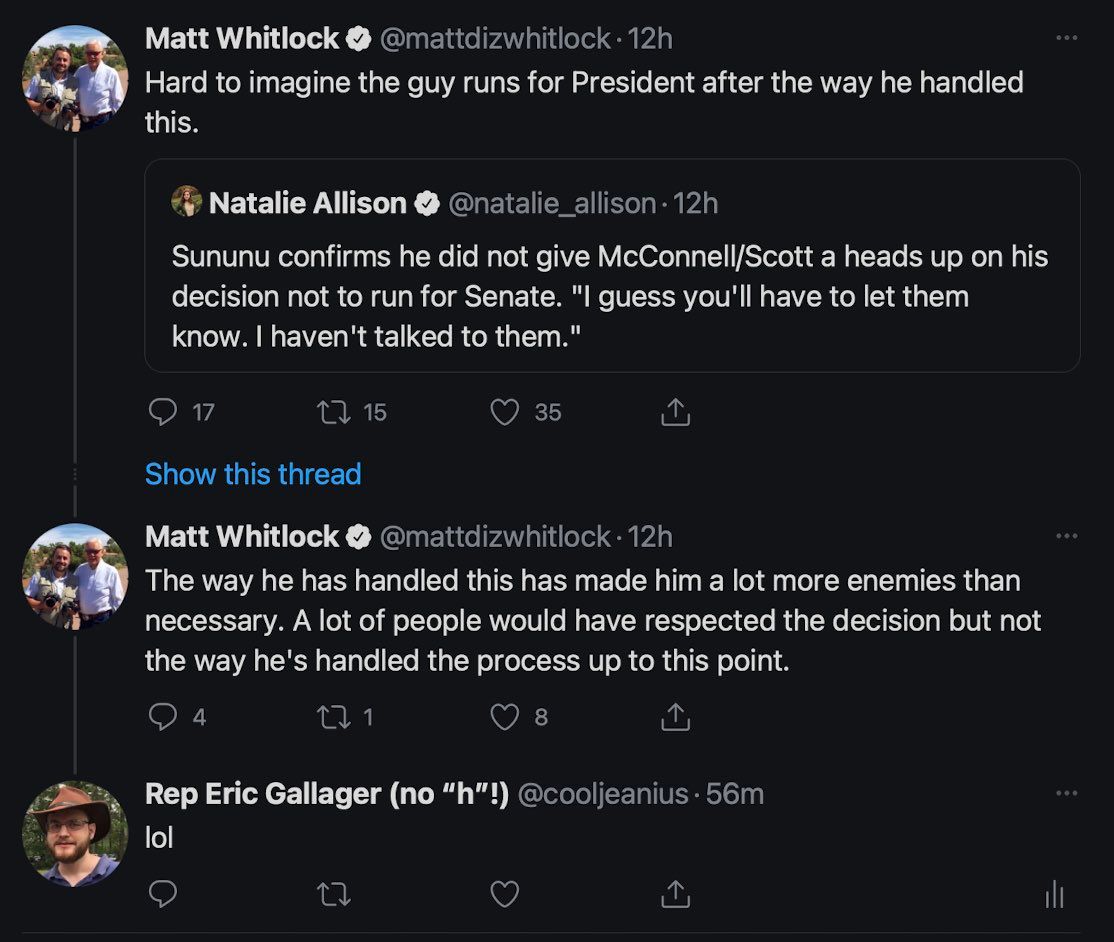 Matt Whitlock @mattdizwhitlock · 12h
Hard to imagine the guy runs for President after the way he handled
this.
Natalie Allison @natalie_allison · 12h
Sununu confirms he did not give McConnell/Scott a heads up on his
decision not to run for Senate. "I guess you'll have to let them
know. I haven't talked to them."
17 15 35
Show this thread
Matt Whitlock @mattdizwhitlock · 12h
The way he has handled this has made him a lot more enemies than
necessary. A lot of people would have respected the decision but not
the way he's handled the process up to this point.
4 1 8
Rep Eric Gallager (no “h”!) @cooljeanius · 56m
lol